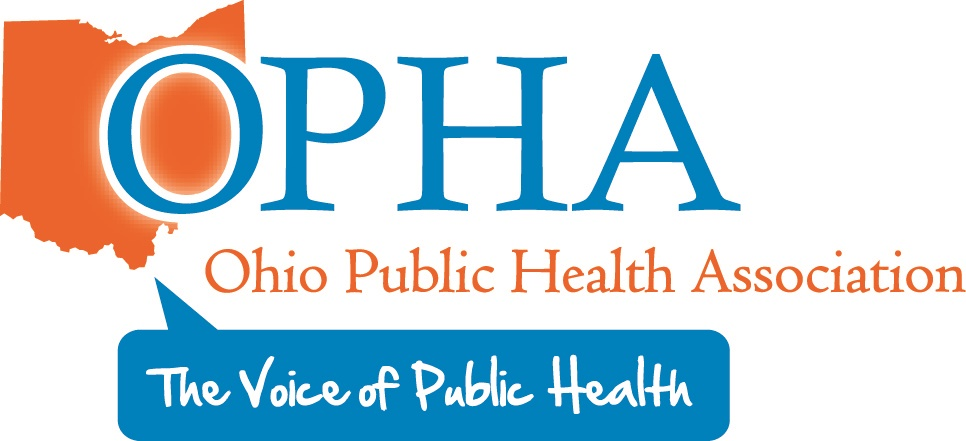 OPHA
Ohio Public Health Association
The Voice of Public Health